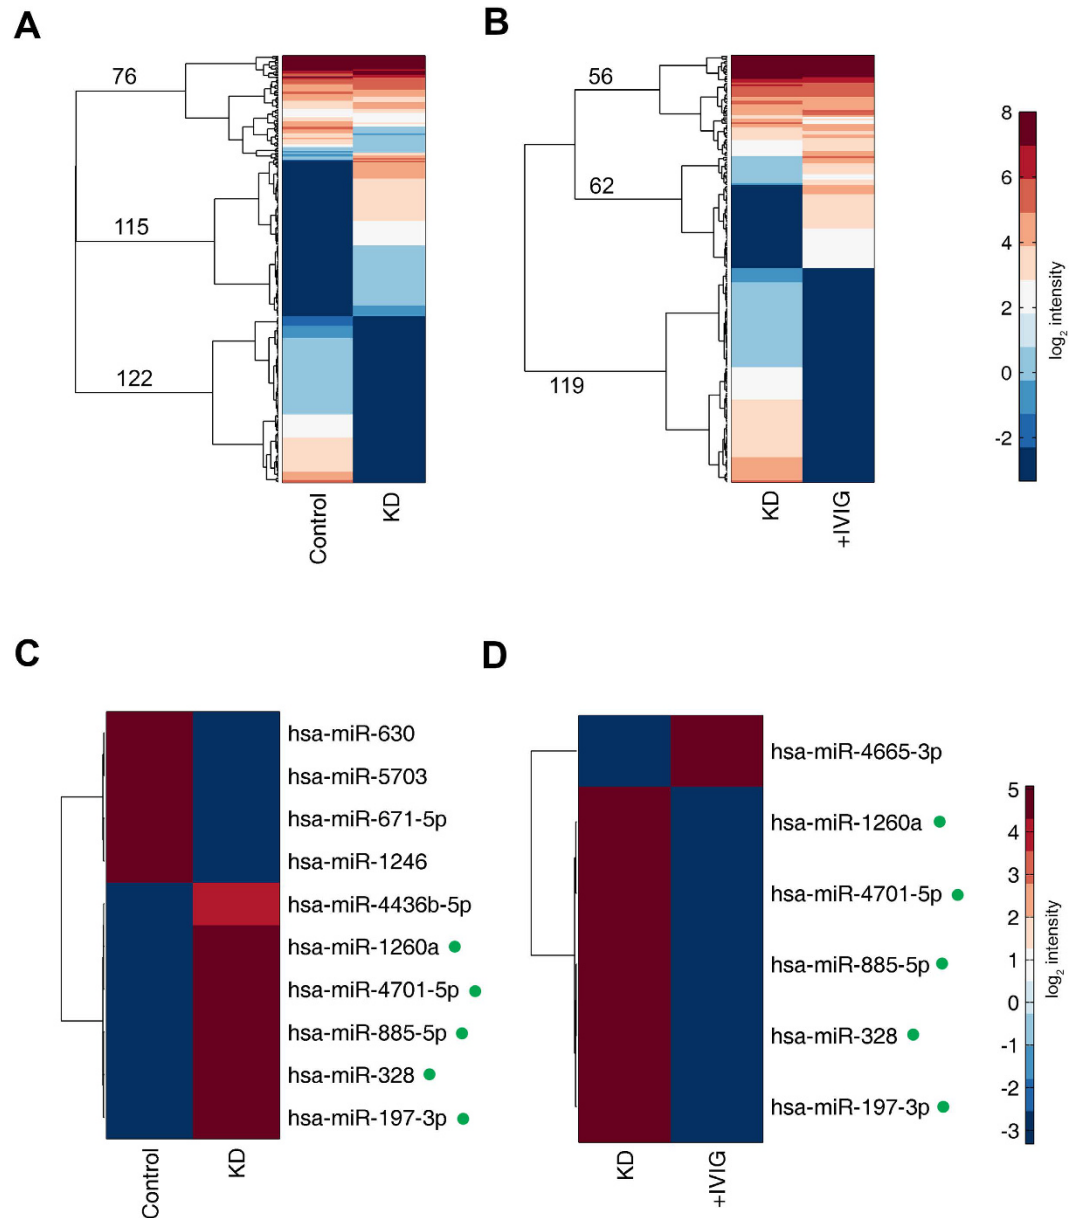 A
B
76
115
122
Control
KD
56
62
119
KD
+IVIG
8
6
4
2
0
-2
log2 intensity
C
D
hsa-miR-630
hsa-miR-5703
hsa-miR-671-5p
hsa-miR-1246
hsa-miR-4436b-5p
hsa-miR-1260a
hsa-miR-4701-5p
hsa-miR-885-5p
hsa-miR-328
hsa-miR-197-3p
Control
KD
hsa-miR-4665-3p
hsa-miR-1260a
hsa-miR-4701-5p
hsa-miR-885-5p
hsa-miR-328
hsa-miR-197-3p
KD
+IVIG
5
4
3
2
1
0
-1
-2
-3
log2 intensity